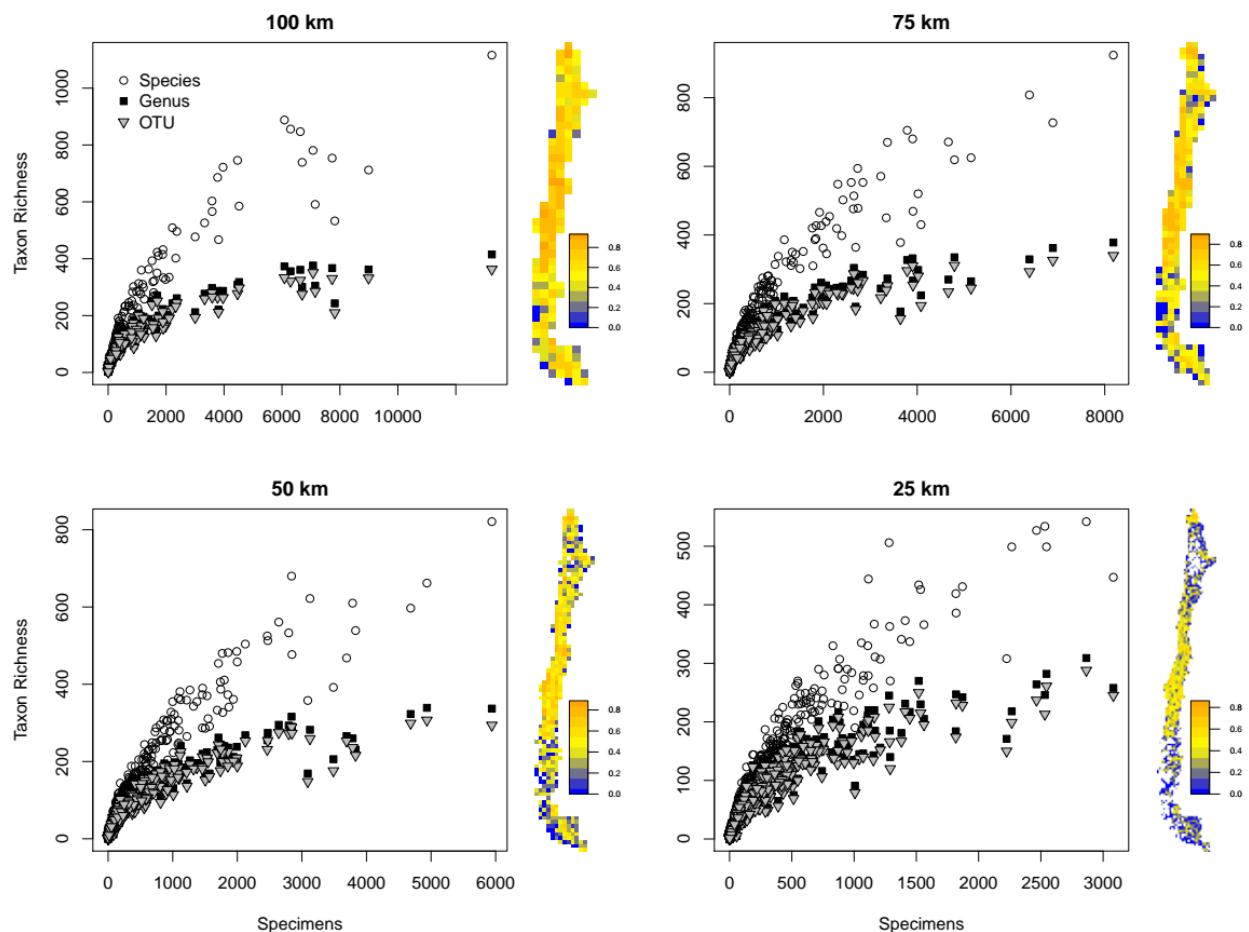 100 km
75 km
Species
Genus
OTU
Taxon Richness
0 200 400 600 800 1000
0 2000 4000 6000 8000 10000
0.0 0.2 0.4 0.6 0.8
0 200 400 600 800
0 2000 4000 6000 8000
0.0 0.2 0.4 0.6 0.8
50 km
25 km
Taxon Richness
0 200 400 600 800
0 1000 2000 3000 4000 5000 6000
Specimens
0.0 0.2 0.4 0.6 0.8
0 100 200 300 400 500
0 500 1000 1500 2000 2500 3000
Specimens
0.0 0.2 0.4 0.6 0.8